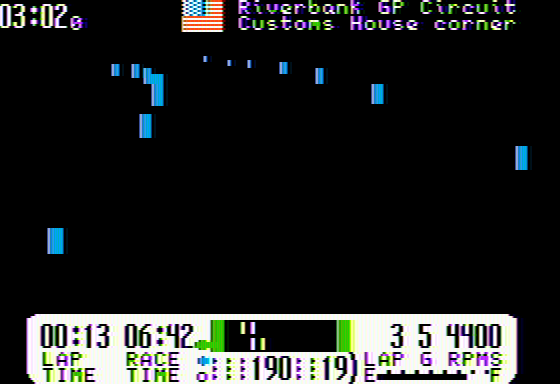 03:02₈ Riverbank GP Circuit
Customs House corner
00:13 06:42 3 5 4400
LAP RACE 190 19) LAP G RPMS
TIME TIME E F